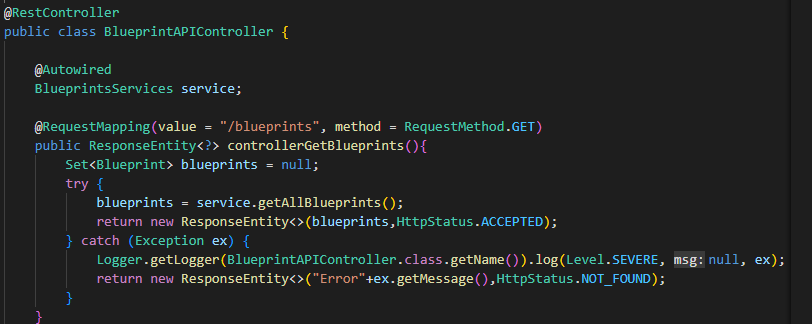 @RestController
public class BlueprintAPIController {
@Autowired
BlueprintsServices service;
@RequestMapping(value = "/blueprints", method = RequestMethod.GET)
public ResponseEntity<?> controllerGetBlueprints(){
Set<Blueprint> blueprints = null;
try {
blueprints = service.getAllBlueprints();
return new ResponseEntity<>(blueprints,HttpStatus.ACCEPTED);
} catch (Exception ex) {
Logger.getLogger(BlueprintAPIController.class.getName()).log(Level.SEVERE, msg:null, ex);
return new ResponseEntity<>("Error"+ex.getMessage(),HttpStatus.NOT_FOUND);
}
}